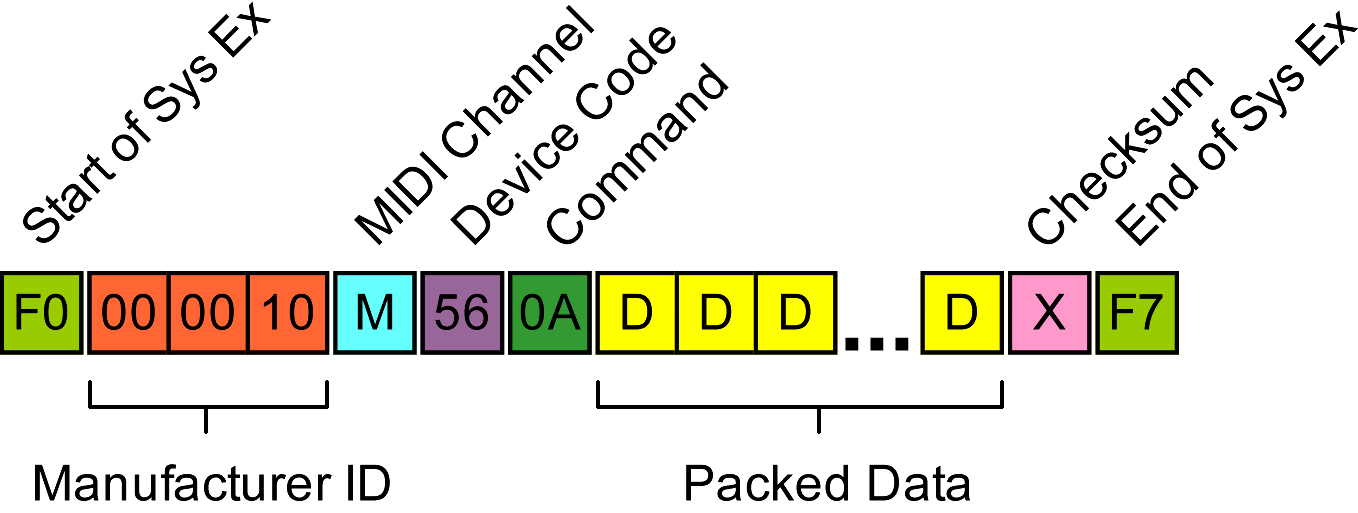 Start of Sys Ex
MIDI Channel
Device Code
Command
Checksum
End of Sys Ex
F0 00 00 10 M 56 0A D D D ... D X F7
Manufacturer ID
Packed Data